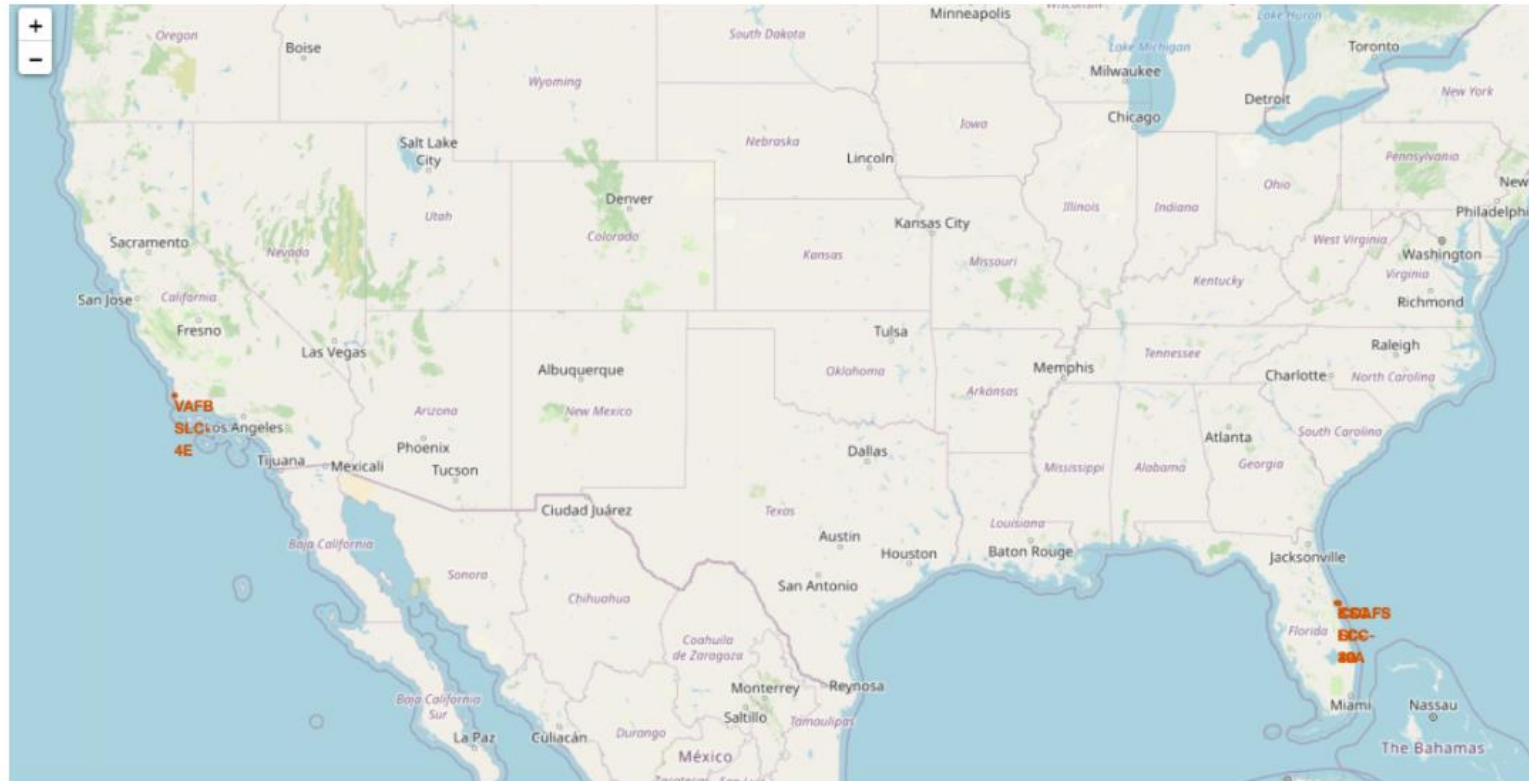 +
−
Oregon
Boise
South Dakota
Minneapolis
Wisconsin
Lake Huron
Toronto
Lake Michigan
Milwaukee
Wyoming
Detroit
New York
Chicago
Iowa
Nebraska
Salt Lake
City
Lincoln
Pennsylvania
Ohio
New
Denver
Utah
Illinois
Indiana
Philadelphi
Kansas City
Colorado
Sacramento
Nevada
Kansas
Missouri
West Virginia
Washington
Virginia
Kentucky
San Jose
California
Richmond
Fresno
Las Vegas
Tulsa
Raleigh
Tennessee
Albuquerque
Oklahoma
Memphis
Charlotte
North Carolina
Arkansas
VAFB
SLC-
4E
Los Angeles
Arizona
New Mexico
South Carolina
Phoenix
Atlanta
Tijuana
Mexicali
Tucson
Dallas
Mississippi
Alabama
Georgia
Ciudad Juárez
Texas
Louisiana
Austin
Baja California
Houston
Baton Rouge
Jacksonville
Sonora
San Antonio
Chihuahua
Florida
Coahuila
de Zaragoza
Monterrey
Reynosa
Baja California
Sur
Saltillo
Tamaulipas
Miami
Nassau
La Paz
Culiacán
Durango
México
The Bahamas